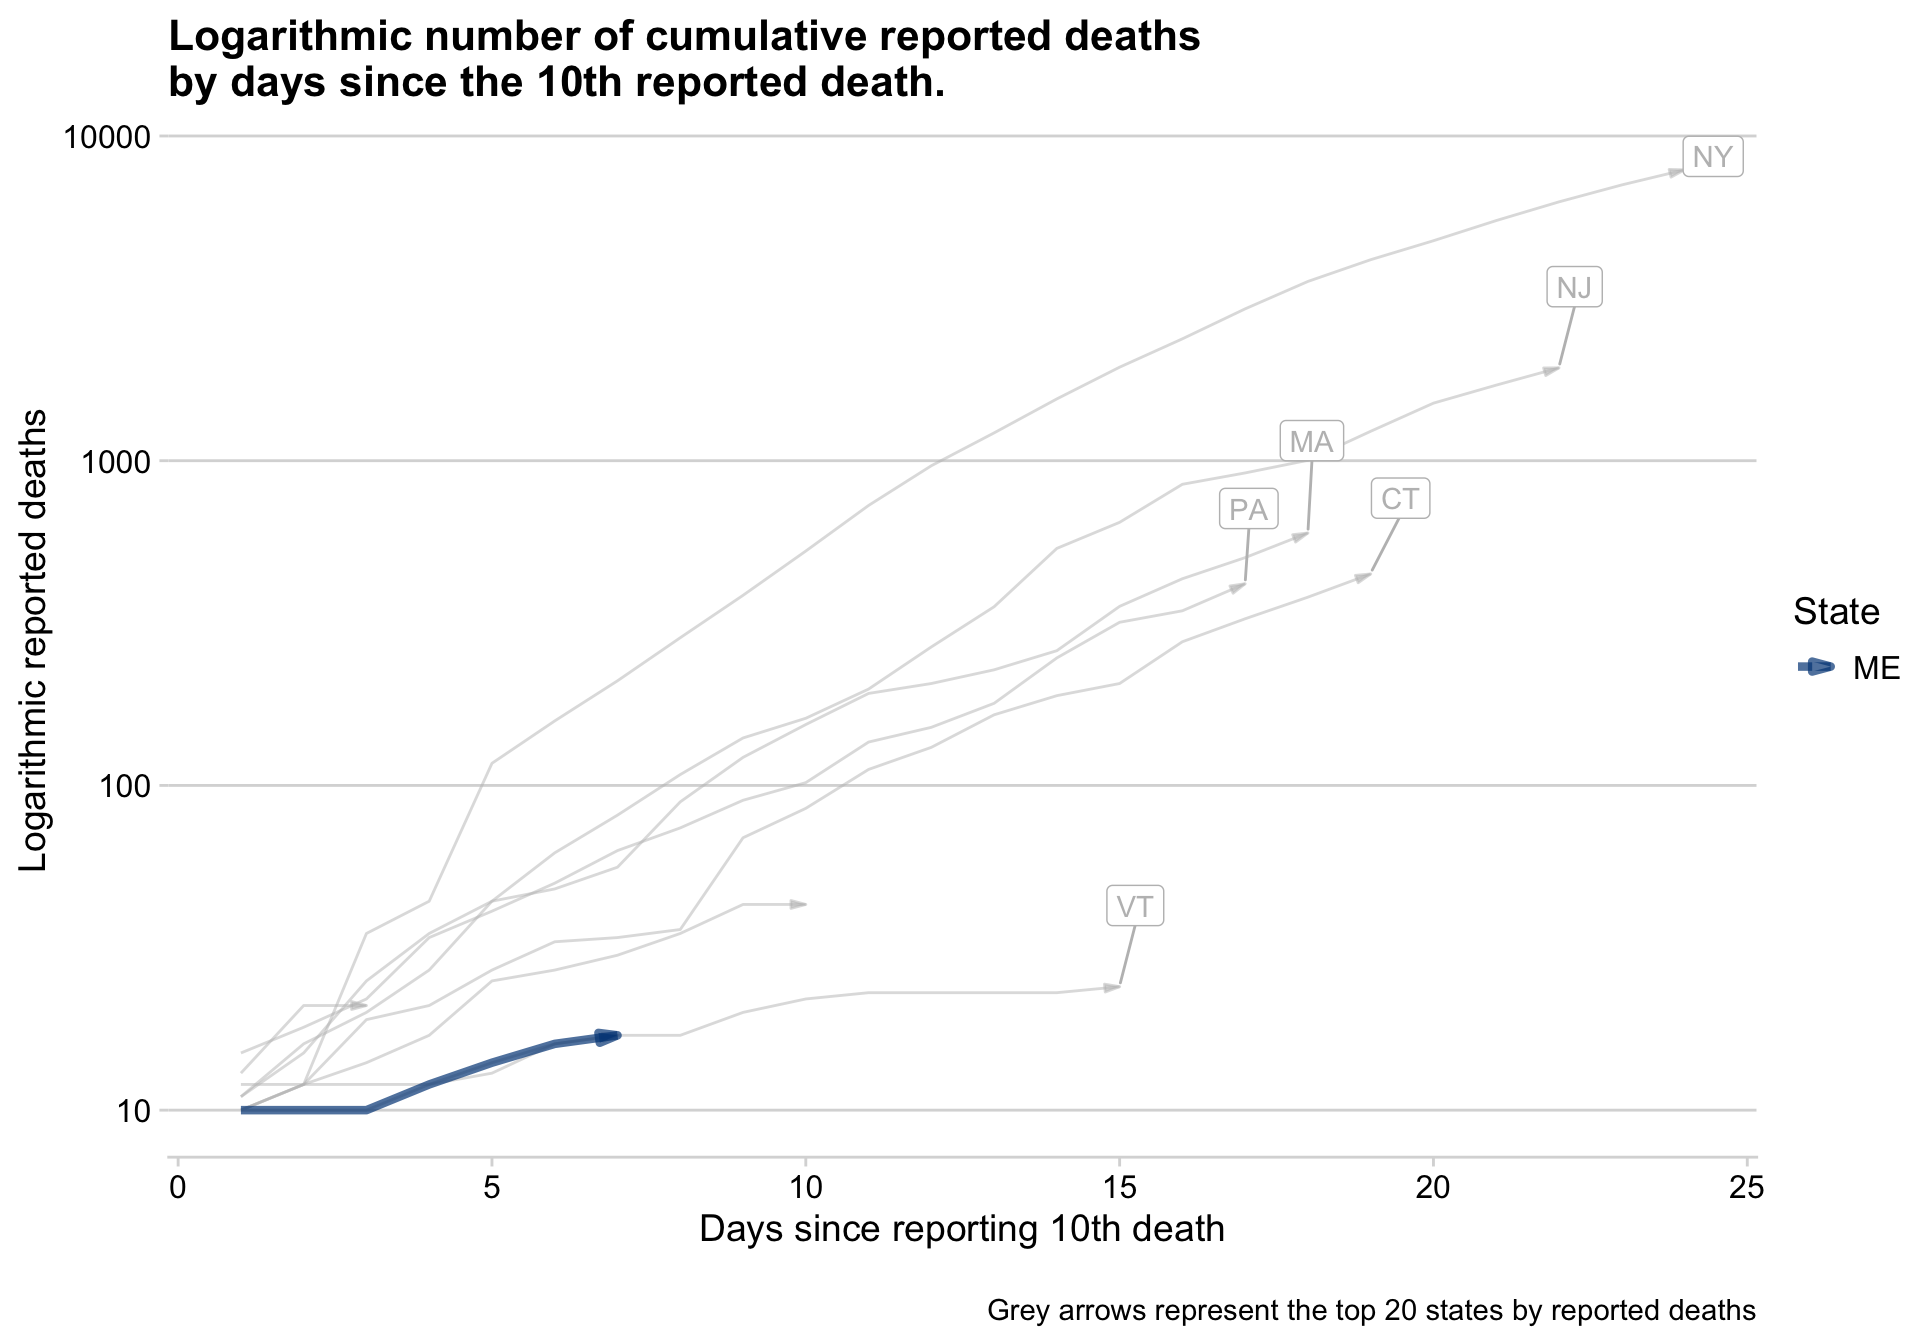 Logarithmic number of cumulative reported deaths
by days since the 10th reported death.
10000
1000
100
10
Logarithmic reported deaths
NY
NJ
MA
CT
PA
VT
State
ME
0 5 10 15 20 25
Days since reporting 10th death
Grey arrows represent the top 20 states by reported deaths